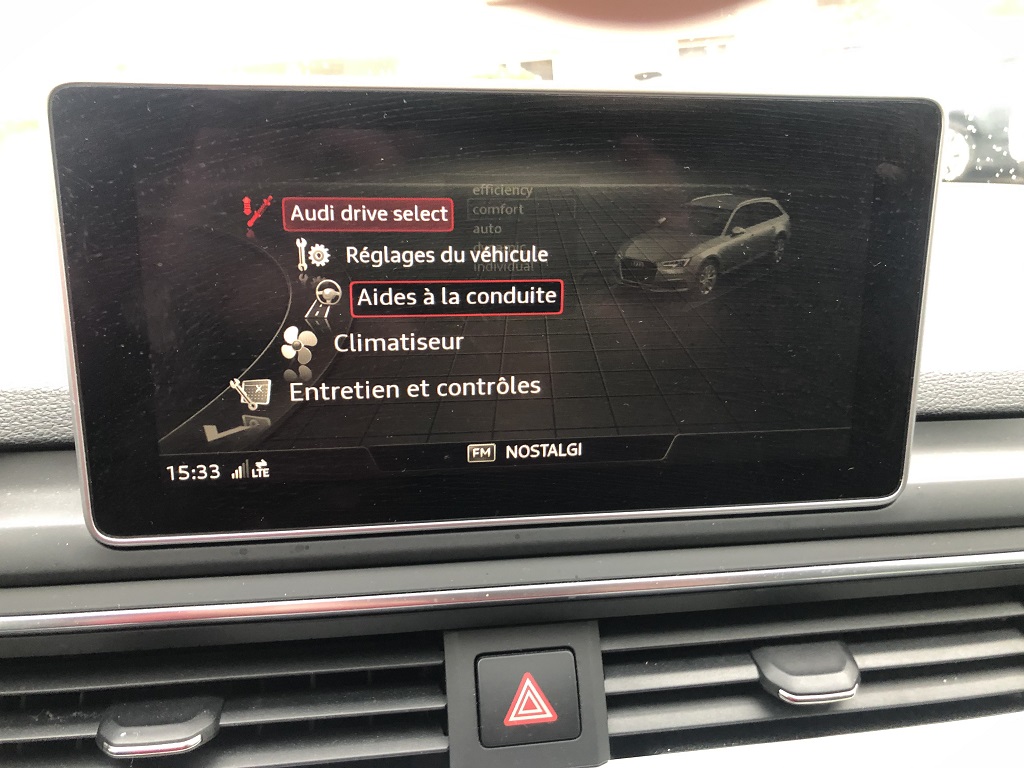 efficiency
Audi drive select
comfort
auto
dynamic
Réglages du véhicule
individual
Aides à la conduite
Climatiseur
Entretien et contrôles
FM NOSTALGI
15:33 LTE